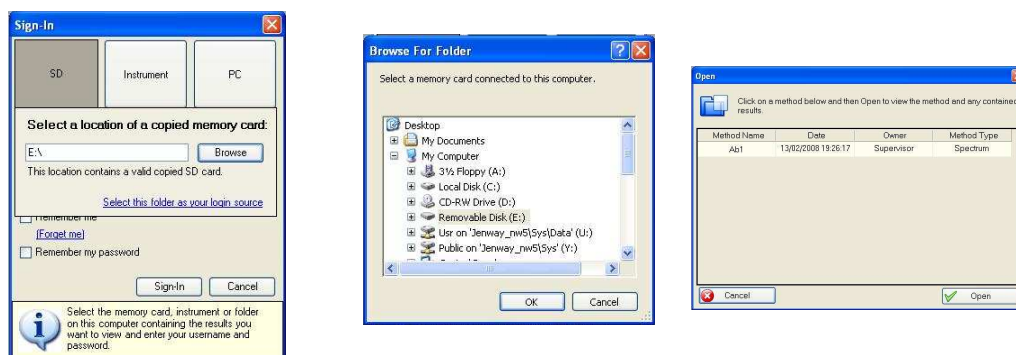 Sign-In
SD
Instrument
PC
Select a location of a copied memory card:
E:\
Browse
This location contains a valid copied SD card.
Select this folder as your login source
Remember me
(Forget me)
Remember my password
Sign-In
Cancel
Select the memory card, instrument or folder
on this computer containing the results you
want to view and enter your username and
password.
Browse For Folder
Select a memory card connected to this computer.
Desktop
My Documents
My Computer
3½ Floppy (A:)
Local Disk (C:)
CD-RW Drive (D:)
Removable Disk (E:)
Usr on 'Jenway_nw5\Sys\Data' (U:)
Public on 'Jenway_nw5\Sys' (Y:)
OK
Cancel
Open
Click on a method below and then Open to view the method and any contained
results.
Method Name Date Owner Method Type
Ab1 13/02/2008 19:26:17 Supervisor Spectrum
Cancel
Open